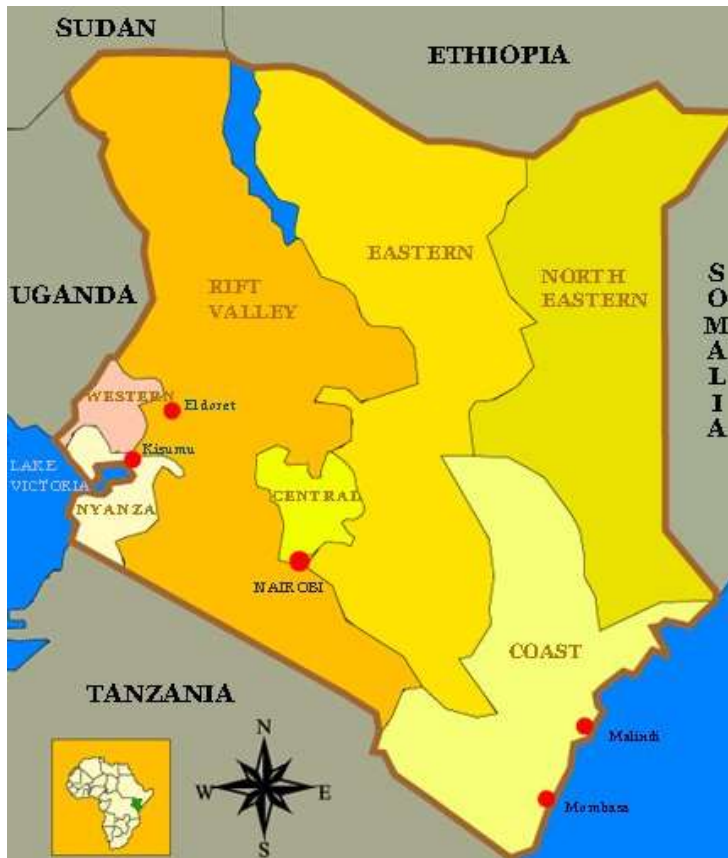 SUDAN
ETHIOPIA
EASTERN
RIFT
VALLEY
NORTH
EASTERN
UGANDA
SOMALIA
WESTERN
Eldoret
Kisumu
LAKE
VICTORIA
NYANZA
CENTRAL
NAIROBI
COAST
TANZANIA
Malindi
Mombasa
N
W
E
S